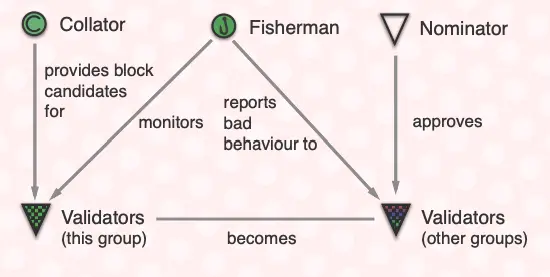 Collator
Fisherman
Nominator
provides block
candidates
for
monitors
reports
bad
behaviour to
approves
Validators
(this group)
becomes
Validators
(other groups)